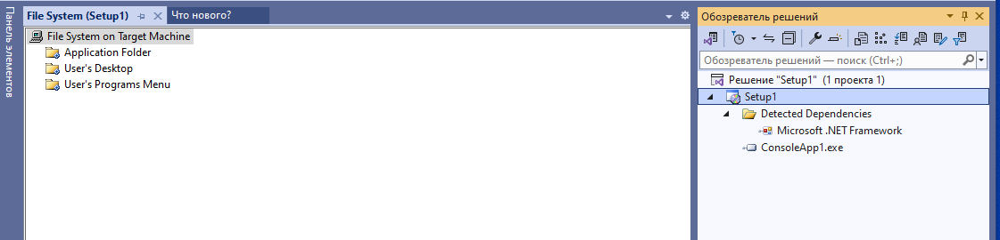 Панель элементов
File System (Setup1)
Что нового?
File System on Target Machine
Application Folder
User's Desktop
User's Programs Menu
Обозреватель решений
Обозреватель решений — поиск (Ctrl+;)
Решение "Setup1" (1 проекта 1)
Setup1
Detected Dependencies
Microsoft .NET Framework
ConsoleApp1.exe